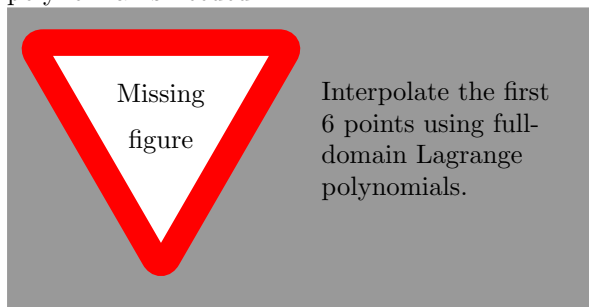 Missing
figure
Interpolate the first
6 points using full-
domain Lagrange
polynomials.